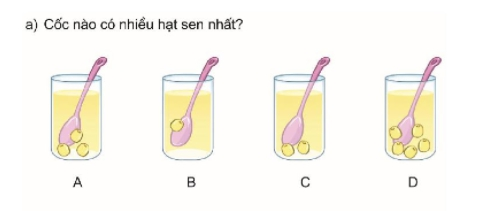 a) Cốc nào có nhiều hạt sen nhất?
A B C D